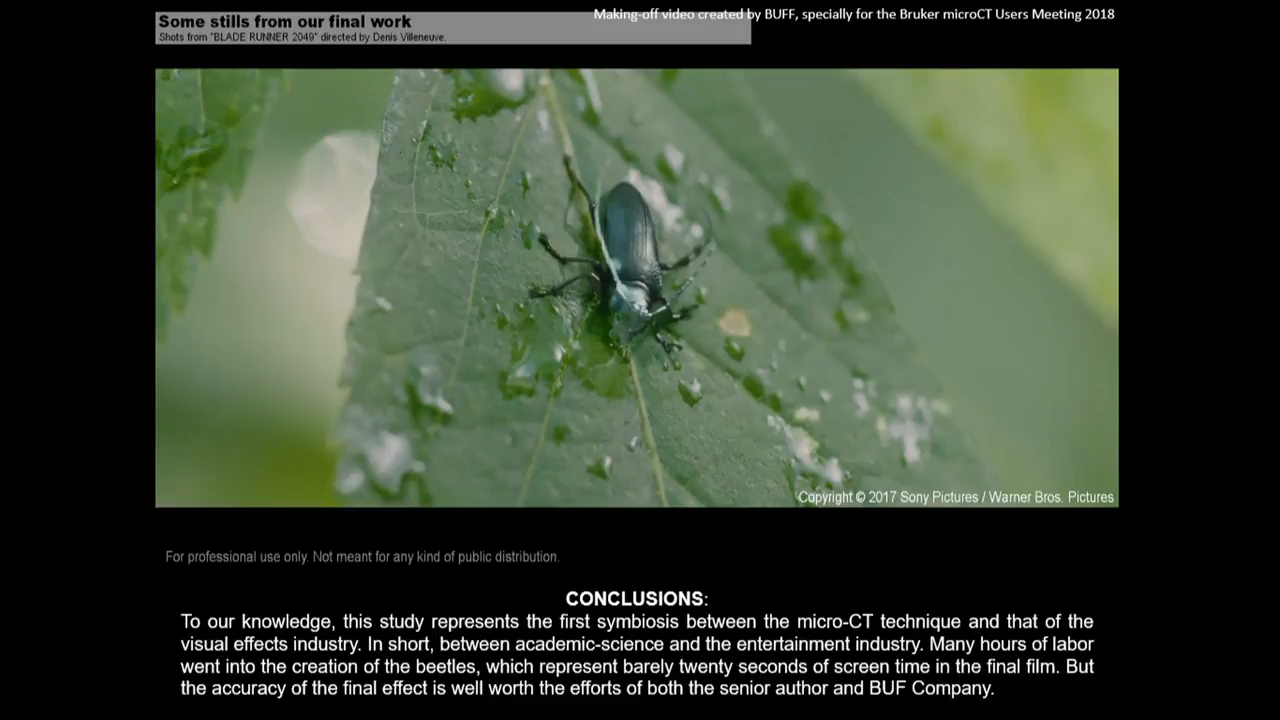 Making-off video created by BUFF, specially for the Bruker microCT Users Meeting 2018
Some stills from our final work
Shots from "BLADE RUNNER 2049" directed by Denis Villeneuve.
Copyright © 2017 Sony Pictures / Warner Bros. Pictures
For professional use only. Not meant for any kind of public distribution.
CONCLUSIONS:
To our knowledge, this study represents the first symbiosis between the micro-CT technique and that of the
visual effects industry. In short, between academic-science and the entertainment industry. Many hours of labor
went into the creation of the beetles, which represent barely twenty seconds of screen time in the final film. But
the accuracy of the final effect is well worth the efforts of both the senior author and BUF Company.